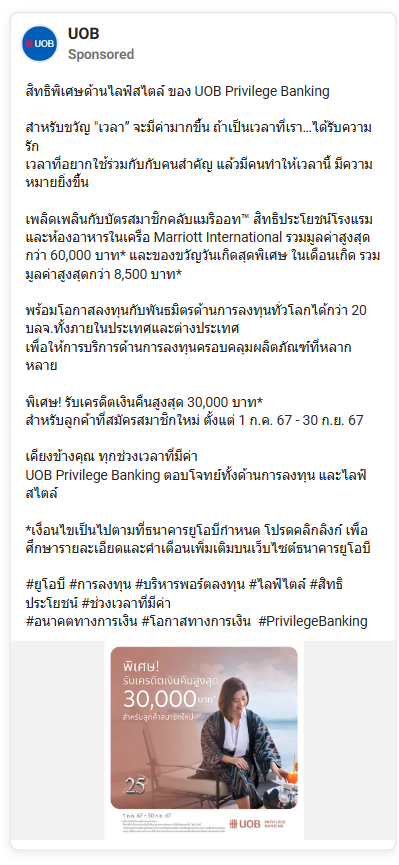 UOB
UOB
Sponsored
สิทธิพิเศษด้านไลฟ์สไตล์ ของ UOB Privilege Banking
สำหรับขวัญ "เวลา” จะมีค่ามากขึ้น ถ้าเป็นเวลาที่เรา...ได้รับความ
รัก
เวลาที่อยากใช้ร่วมกับกับคนสำคัญ แล้วมีคนทำให้เวลานี้ มีความ
หมายยิ่งขึ้น
เพลิดเพลินกับบัตรสมาชิกคลับแมริออท™ สิทธิประโยชน์โรงแรม
และห้องอาหารในเครือ Marriott International รวมมูลค่าสูงสุด
กว่า 60,000 บาท* และของขวัญวันเกิดสุดพิเศษ ในเดือนเกิด รวม
มูลค่าสูงสุดกว่า 8,500 บาท*
พร้อมโอกาสลงทุนกับพันธมิตรด้านการลงทุนทั่วโลกได้กว่า 20
บลจ.ทั้งภายในประเทศและต่างประเทศ
เพื่อให้การบริการด้านการลงทุนครอบคลุมผลิตภัณฑ์ที่หลาก
หลาย
พิเศษ! รับเครดิตเงินคืนสูงสุด 30,000 บาท*
สำหรับลูกค้าที่สมัครสมาชิกใหม่ ตั้งแต่ 1 ก.ค. 67 - 30 ก.ย. 67
เคียงข้างคุณ ทุกช่วงเวลาที่มีค่า
UOB Privilege Banking ตอบโจทย์ทั้งด้านการลงทุน และไลฟ์
สไตล์
*เงื่อนไขเป็นไปตามที่ธนาคารยูโอบีกำหนด โปรดคลิกลิงก์ เพื่อ
ศึกษารายละเอียดและคำเตือนเพิ่มเติมบนเว็บไซต์ธนาคารยูโอบี
#ยูโอบี #การลงทุน #บริหารพอร์ตลงทุน #ไลฟ์ไตล์ #สิทธิ
ประโยชน์ #ช่วงเวลาที่มีค่า
#อนาคตทางการเงิน #โอกาสทางการเงิน #PrivilegeBanking
พิเศษ!
รับเครดิตเงินคืนสูงสุด
30,000 บาท*
สำหรับลูกค้าสมาชิกใหม่
25
1 ก.ค. 67 - 30 ก.ย. 67
UOB PRIVILEGE
BANKING